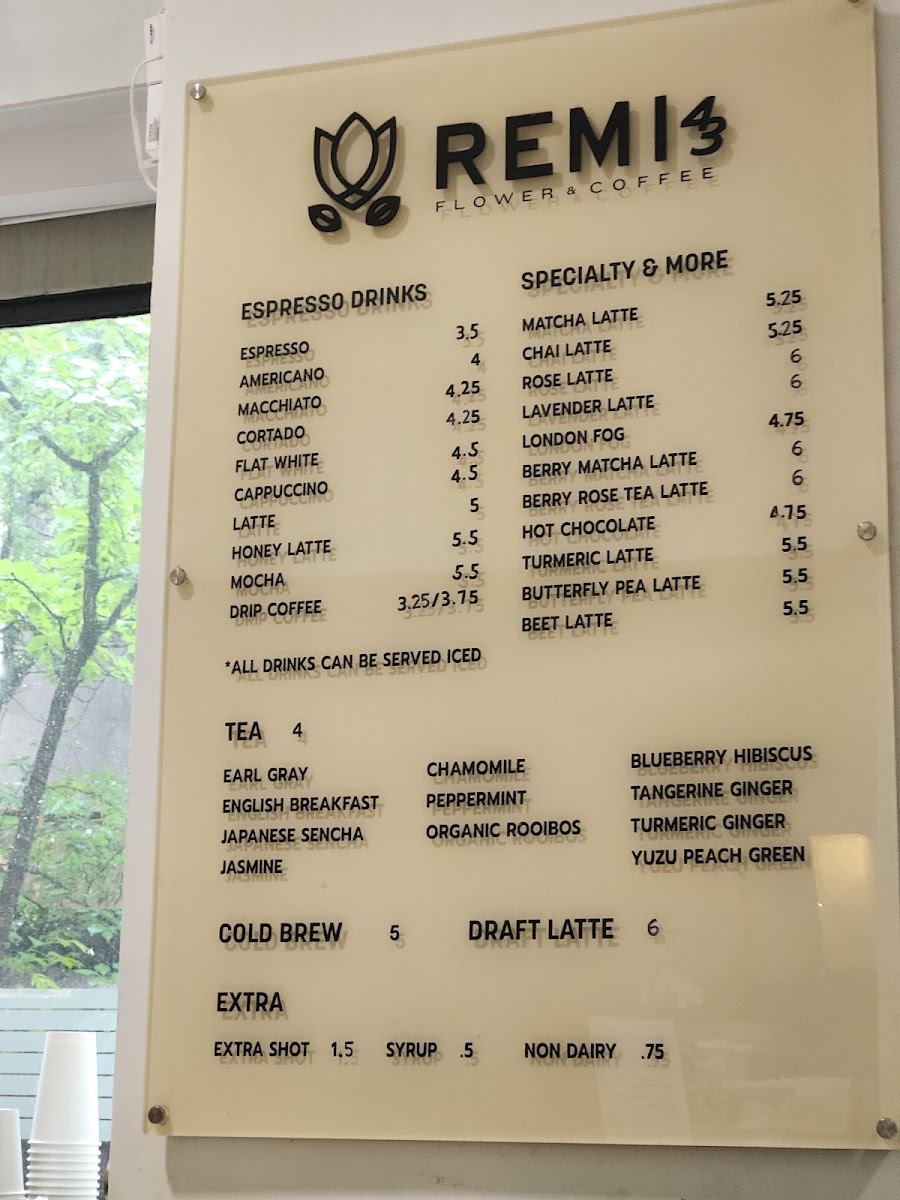 REMI 43
FLOWER & COFFEE
ESPRESSO DRINKS
ESPRESSO 3.5
AMERICANO 4
MACCHIATO 4.25
CORTADO 4.25
FLAT WHITE 4.5
CAPPUCCINO 4.5
LATTE 5
HONEY LATTE 5.5
MOCHA 5.5
DRIP COFFEE 3.25/3.75
*ALL DRINKS CAN BE SERVED ICED
SPECIALTY & MORE
MATCHA LATTE 5.25
CHAI LATTE 5.25
ROSE LATTE 6
LAVENDER LATTE 6
LONDON FOG 4.75
BERRY MATCHA LATTE 6
BERRY ROSE TEA LATTE 6
HOT CHOCOLATE 4.75
TURMERIC LATTE 5.5
BUTTERFLY PEA LATTE 5.5
BEET LATTE 5.5
TEA 4
EARL GRAY
ENGLISH BREAKFAST
JAPANESE SENCHA
JASMINE
CHAMOMILE
PEPPERMINT
ORGANIC ROOIBOS
BLUEBERRY HIBISCUS
TANGERINE GINGER
TURMERIC GINGER
YUZU PEACH GREEN
COLD BREW 5 DRAFT LATTE 6
EXTRA
EXTRA SHOT 1.5 SYRUP .5 NON DAIRY .75